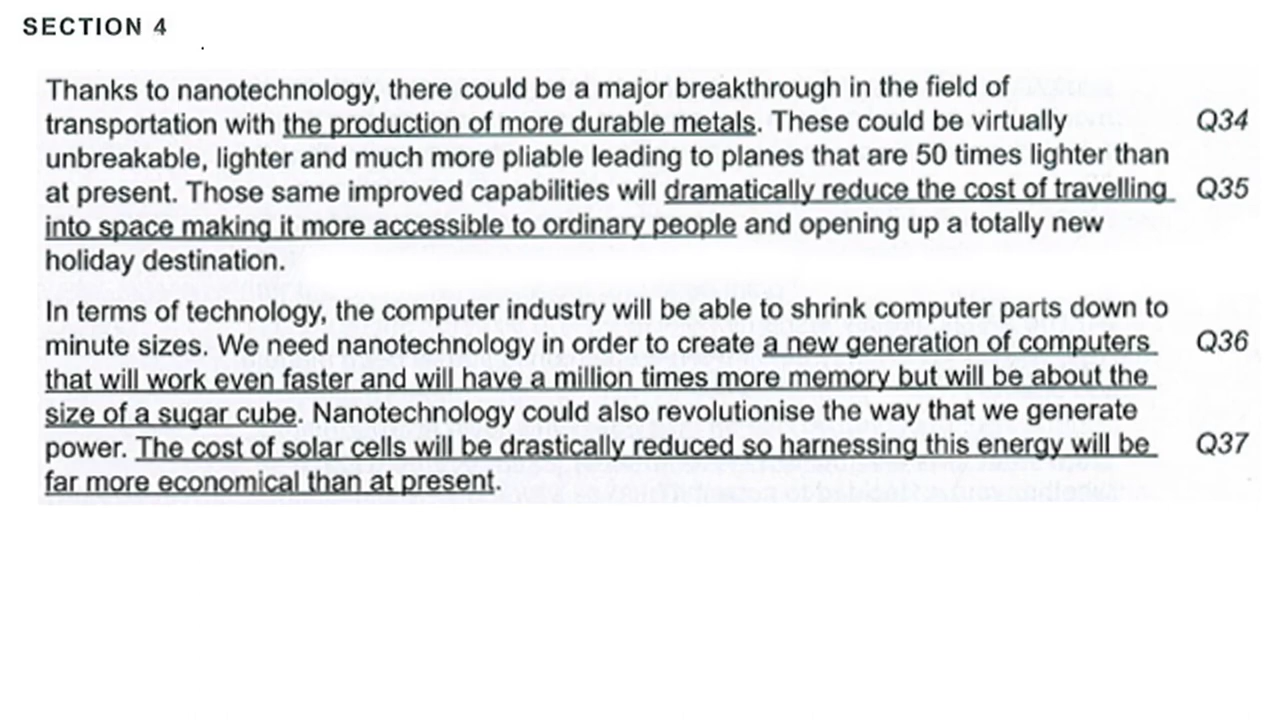 SECTION 4
Thanks to nanotechnology, there could be a major breakthrough in the field of
transportation with the production of more durable metals. These could be virtually Q34
unbreakable, lighter and much more pliable leading to planes that are 50 times lighter than
at present. Those same improved capabilities will dramatically reduce the cost of travelling Q35
into space making it more accessible to ordinary people and opening up a totally new
holiday destination.
In terms of technology, the computer industry will be able to shrink computer parts down to
minute sizes. We need nanotechnology in order to create a new generation of computers Q36
that will work even faster and will have a million times more memory but will be about the
size of a sugar cube. Nanotechnology could also revolutionise the way that we generate
power. The cost of solar cells will be drastically reduced so harnessing this energy will be Q37
far more economical than at present.